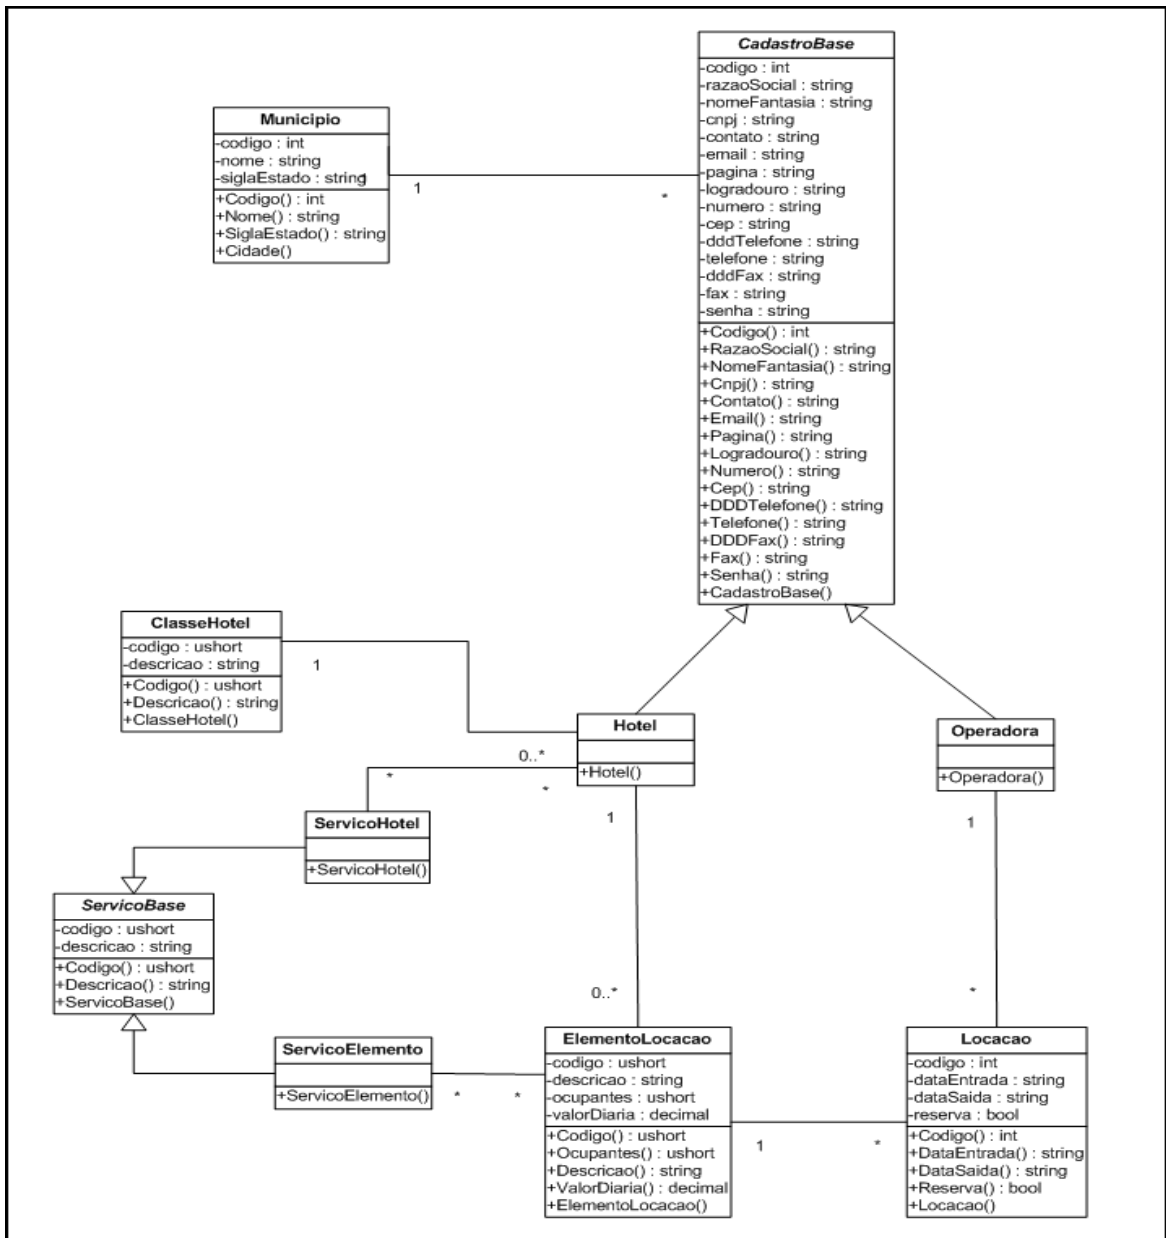 CadastroBase
-codigo : int
-razaoSocial : string
-nomeFantasia : string
-cnpj : string
-contato : string
-email : string
-pagina : string
-logradouro : string
-numero : string
-cep : string
-dddTelefone : string
-telefone : string
-dddFax : string
-fax : string
-senha : string
+Codigo() : int
+RazaoSocial() : string
+NomeFantasia() : string
+Cnpj() : string
+Contato() : string
+Email() : string
+Pagina() : string
+Logradouro() : string
+Numero() : string
+Cep() : string
+DDDTelefone() : string
+Telefone() : string
+DDDFax() : string
+Fax() : string
+Senha() : string
+CadastroBase()
Municipio
-codigo : int
-nome : string
-siglaEstado : string
1
+Codigo() : int
+Nome() : string
+SiglaEstado() : string
+Cidade()
1
*
ClasseHotel
-codigo : ushort
-descricao : string
+Codigo() : ushort
+Descricao() : string
+ClasseHotel()
1
0..*
Hotel
+Hotel()
Operadora
+Operadora()
*
*
1
1
ServicoHotel
+ServicoHotel()
ServicoBase
-codigo : ushort
-descricao : string
+Codigo() : ushort
+Descricao() : string
+ServicoBase()
0..*
*
ServicoElemento
+ServicoElemento()
*
*
ElementoLocacao
-codigo : ushort
-descricao : string
-ocupantes : ushort
-valorDiaria : decimal
+Codigo() : ushort
+Ocupantes() : ushort
+Descricao() : string
+ValorDiaria() : decimal
+ElementoLocacao()
1
*
Locacao
-codigo : int
-dataEntrada : string
-dataSaida : string
-reserva : bool
+Codigo() : int
+DataEntrada() : string
+DataSaida() : string
+Reserva() : bool
+Locacao()